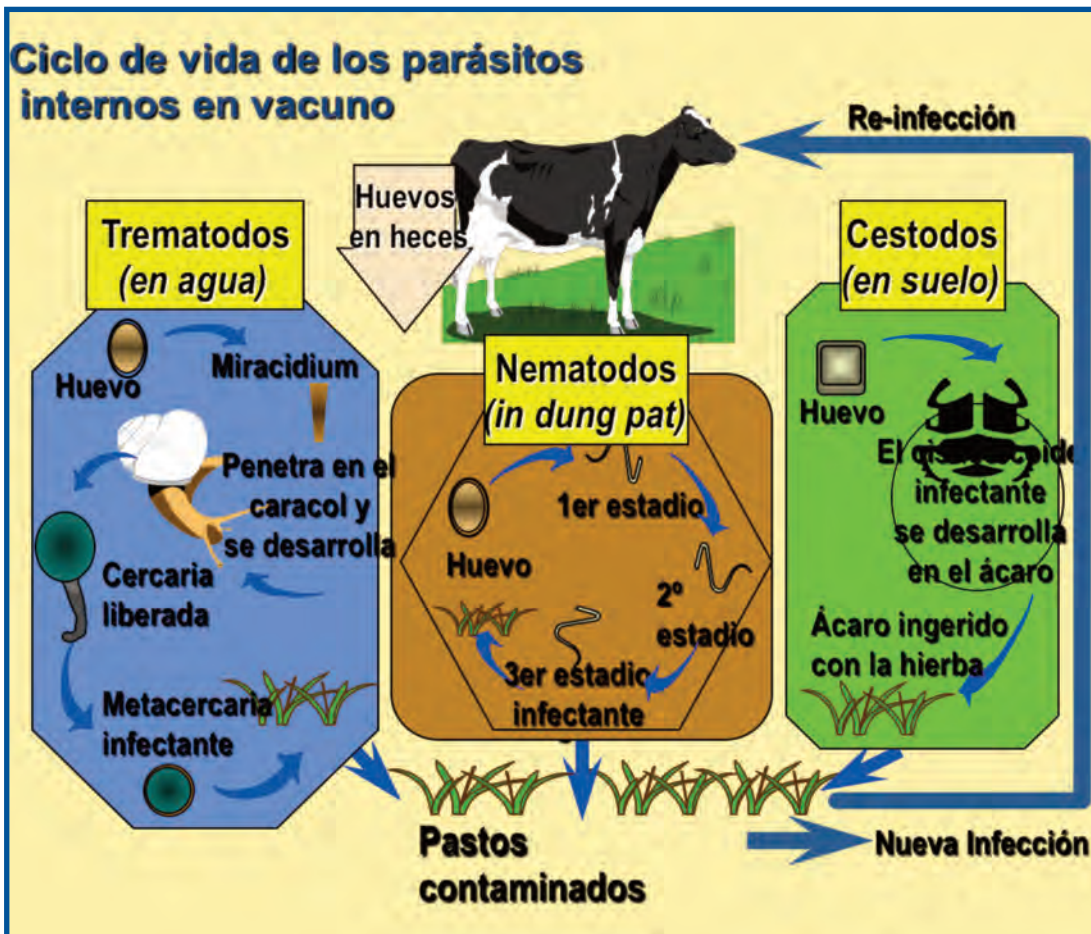 Ciclo de vida de los parásitos
internos en vacuno
Re-infección
Huevos
en heces
Trematodos
(en agua)
Huevo
Miracidium
Penetra en el
caracol y
se desarrolla
Cercaria
liberada
Metacercaria
infectante
Nematodos
(in dung pat)
Huevo
1er estadio
2º
estadio
3er estadio
infectante
Cestodos
(en suelo)
Huevo
El
infectante
se desarrolla
en el ácaro
Ácaro ingerido
con la hierba
Pastos
contaminados
Nueva Infección